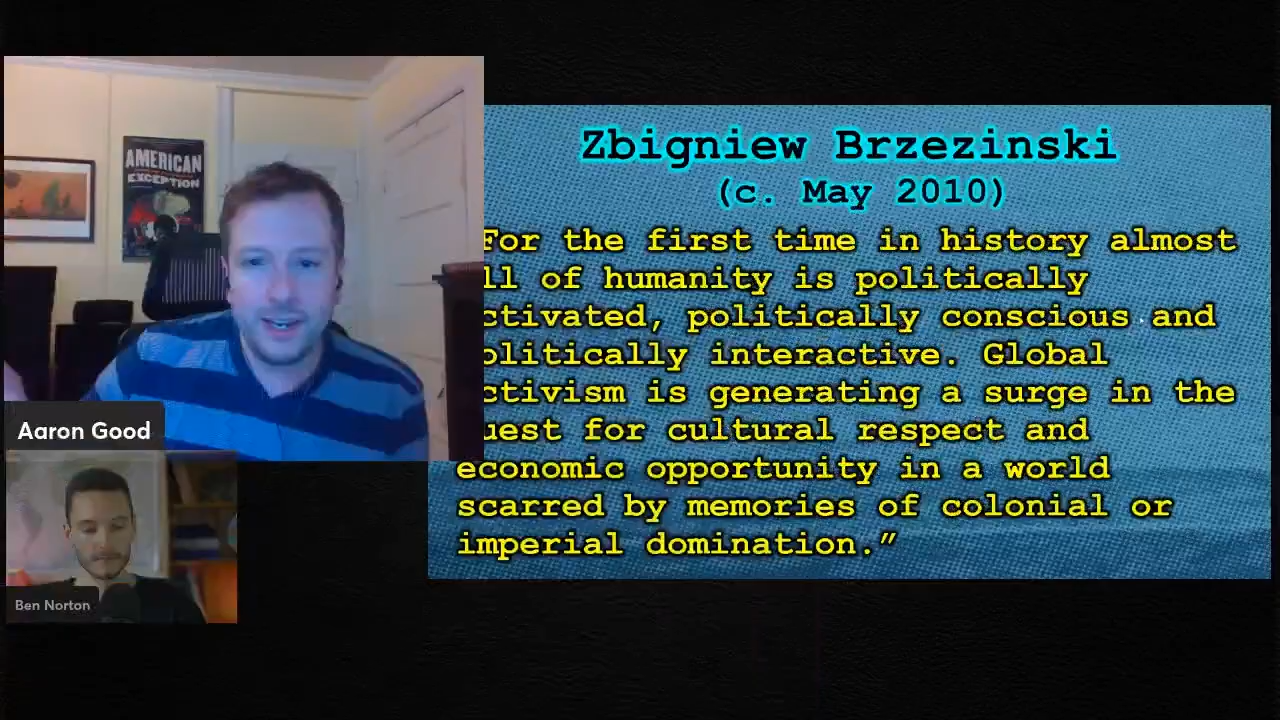 AMERICAN
EXCEPTION
Aaron Good
Ben Norton
Zbigniew Brzezinski
(c. May 2010)
For the first time in history almost
ll of humanity is politically
ctivated, politically conscious and
olitically interactive. Global
ctivism is generating a surge in the
uest for cultural respect and
economic opportunity in a world
scarred by memories of colonial or
imperial domination.”